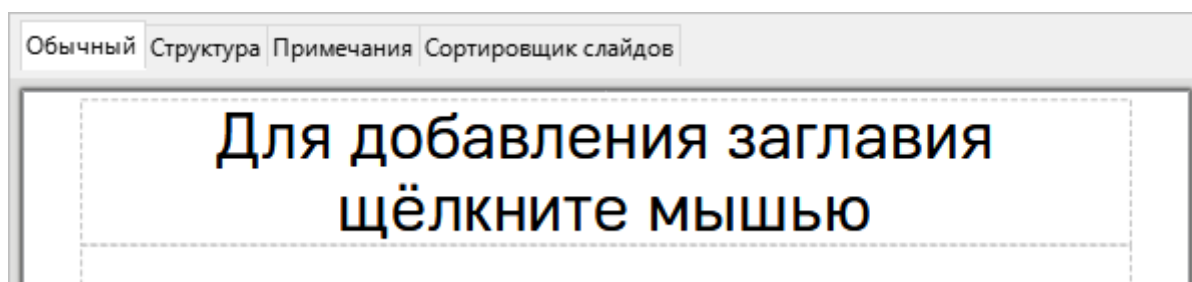 Обычный Структура Примечания Сортировщик слайдов
Для добавления заглавия
щёлкните мышью